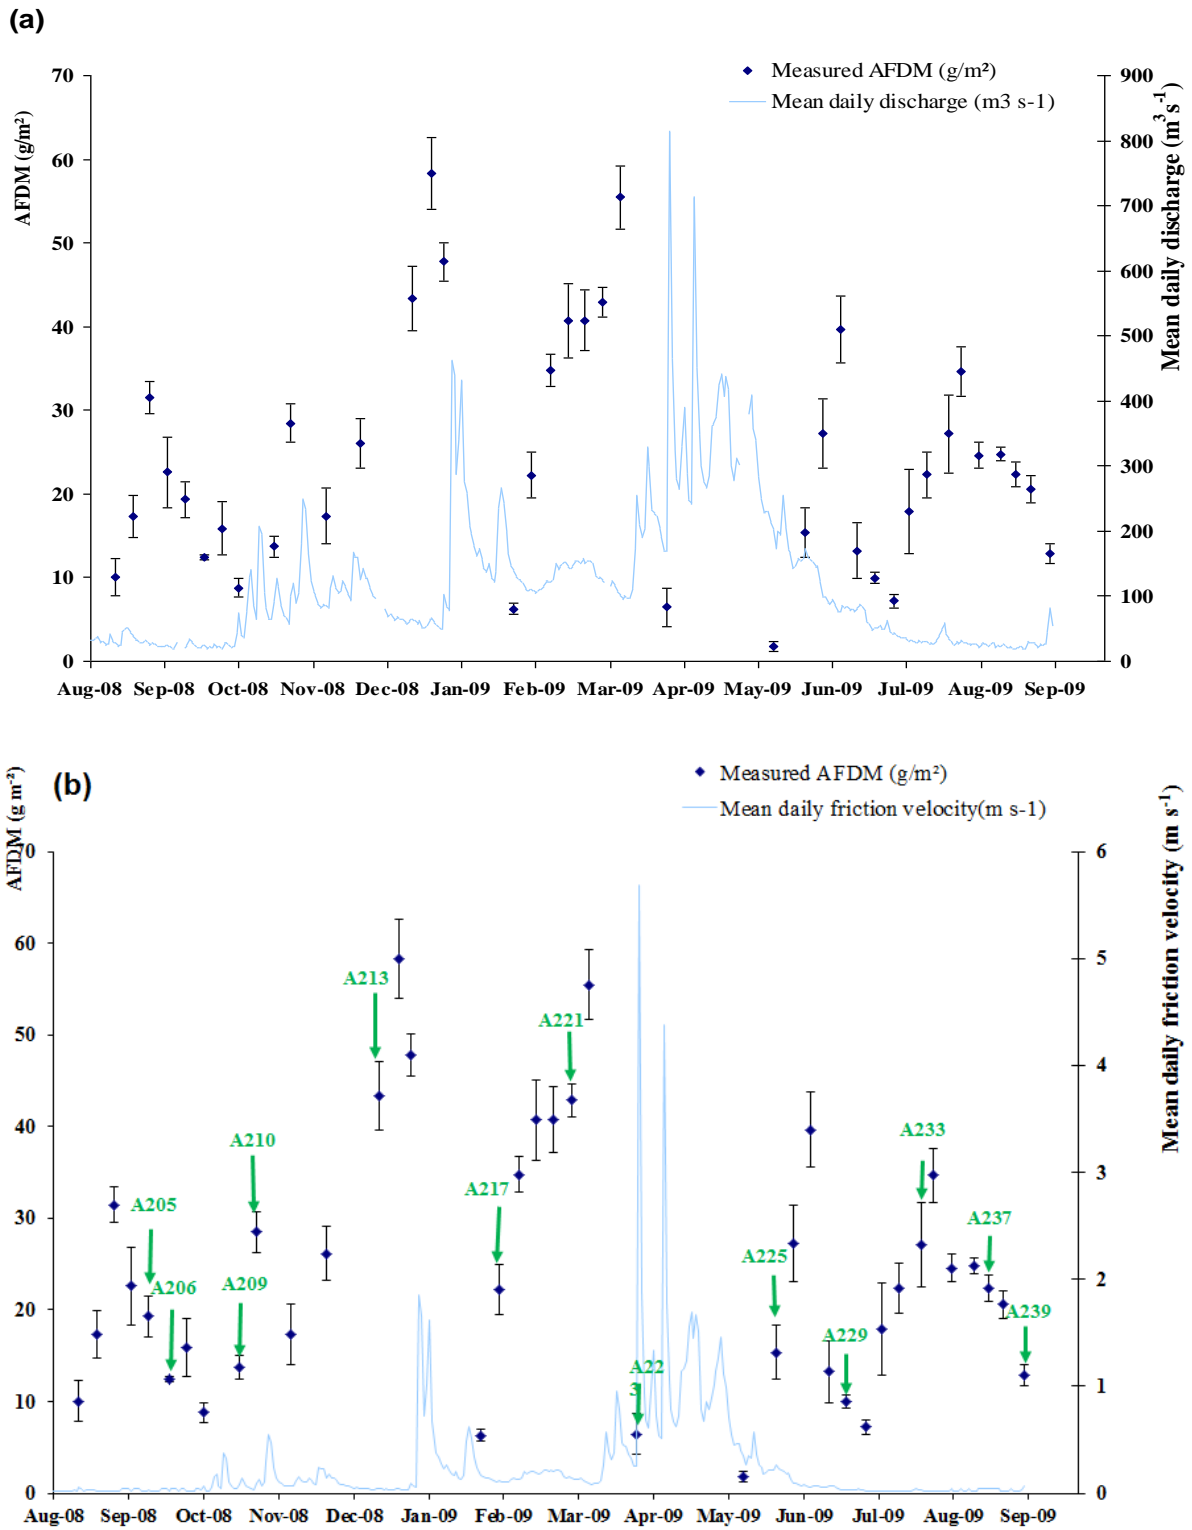 (a)
Measured AFDM (g/m²)
Mean daily discharge (m3 s-1)
AFDM (g/m²)
70
60
50
40
30
20
10
0
900
800
700
600
500
400
300
200
100
0
Mean daily discharge (m³s⁻¹)
Aug-08 Sep-08 Oct-08 Nov-08 Dec-08 Jan-09 Feb-09 Mar-09 Apr-09 May-09 Jun-09 Jul-09 Aug-09 Sep-09
(b)
Measured AFDM (g/m²)
Mean daily friction velocity(m s-1)
AFDM (g m⁻²)
70
60
50
40
30
20
10
0
6
5
4
3
2
1
0
Mean daily friction velocity (m s⁻¹)
A205
A206
A209
A210
A213
A217
A221
A22
3
A225
A229
A233
A237
A239
Aug-08 Sep-08 Oct-08 Nov-08 Dec-08 Jan-09 Feb-09 Mar-09 Apr-09 May-09 Jun-09 Jul-09 Aug-09 Sep-09